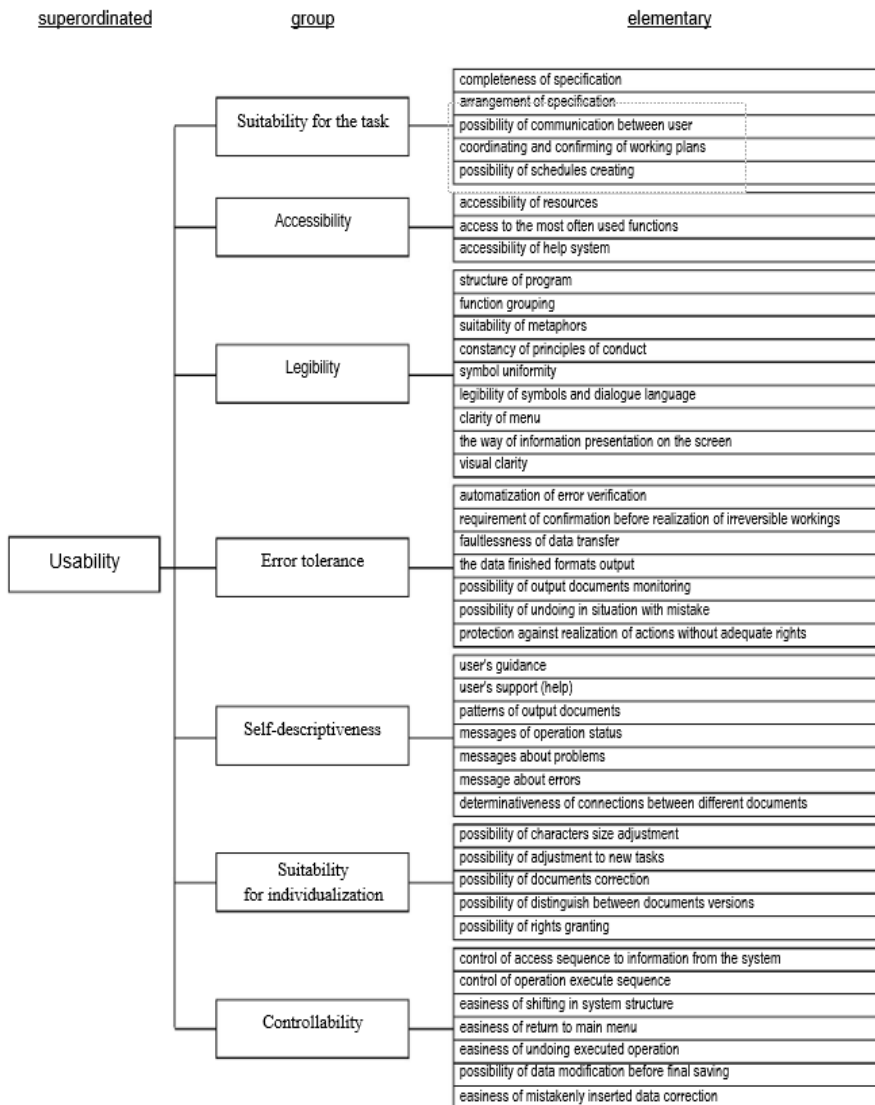 superordinated
group
elementary
Suitability for the task
completeness of specification
arrangement of specification
possibility of communication between user
coordinating and confirming of working plans
possibility of schedules creating
Accessibility
accessibility of resources
access to the most often used functions
accessibility of help system
Legibility
structure of program
function grouping
suitability of metaphors
constancy of principles of conduct
symbol uniformity
legibility of symbols and dialogue language
clarity of menu
the way of information presentation on the screen
visual clarity
Usability
Error tolerance
automatization of error verification
requirement of confirmation before realization of irreversible workings
faultlessness of data transfer
the data finished formats output
possibility of output documents monitoring
possibility of undoing in situation with mistake
protection against realization of actions without adequate rights
Self-descriptiveness
user's guidance
user's support (help)
patterns of output documents
messages of operation status
messages about problems
message about errors
determinativeness of connections between different documents
Suitability
for individualization
possibility of characters size adjustment
possibility of adjustment to new tasks
possibility of documents correction
possibility of distinguish between documents versions
possibility of rights granting
Controllability
control of access sequence to information from the system
control of operation execute sequence
easiness of shifting in system structure
easiness of return to main menu
easiness of undoing executed operation
possibility of data modification before final saving
easiness of mistakenly inserted data correction